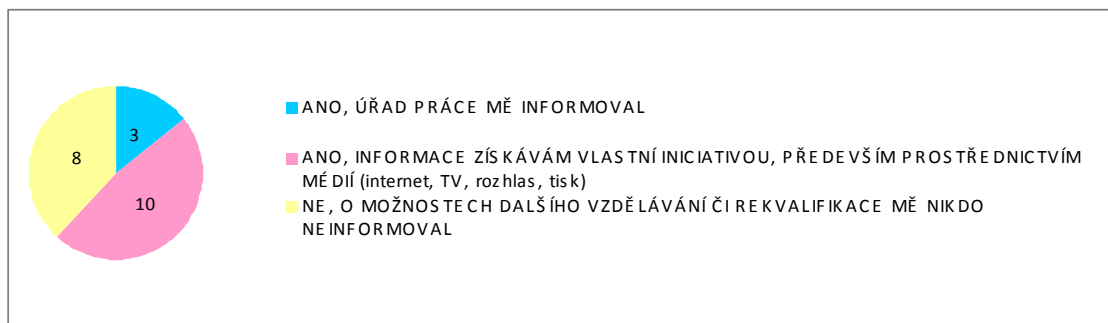 3
8
10
ANO, ÚŘAD PRÁCE MĚ INFORMOVAL
ANO, INFORMACE ZÍSKÁVÁM VLASTNÍ INICIATIVOU, PŘEDEVŠÍM PROSTŘEDNICTVÍM
MÉDIÍ (internet, TV, rozhlas, tisk)
NE, O MOŽNOSTECH DALŠÍHO VZDĚLÁVÁNÍ ČI REKVALIFIKACE MĚ NIKDO
NEINFORMOVAL